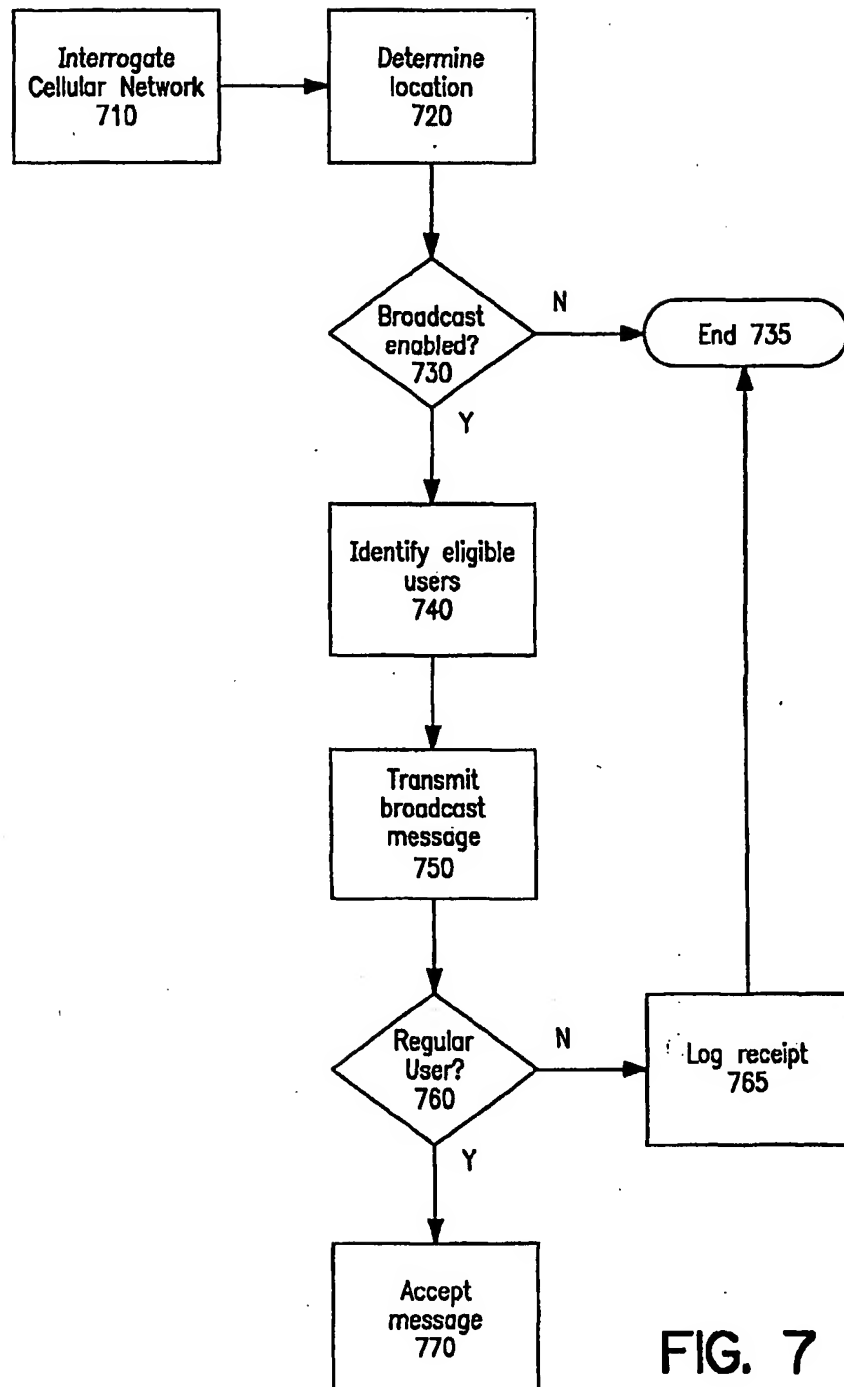 Interrogate
Cellular Network
710
Determine
location
720
Broadcast
enabled?
730
N
End 735
Y
Identify eligible
users
740
Transmit
broadcast
message
750
Regular
User?
760
N
Log receipt
765
Y
Accept
message
770
FIG. 7